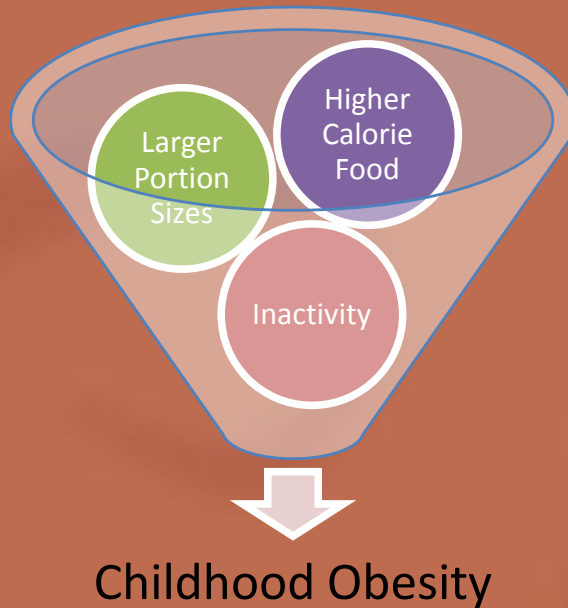 Larger
Portion
Sizes
Higher
Calorie
Food
Inactivity
Childhood Obesity